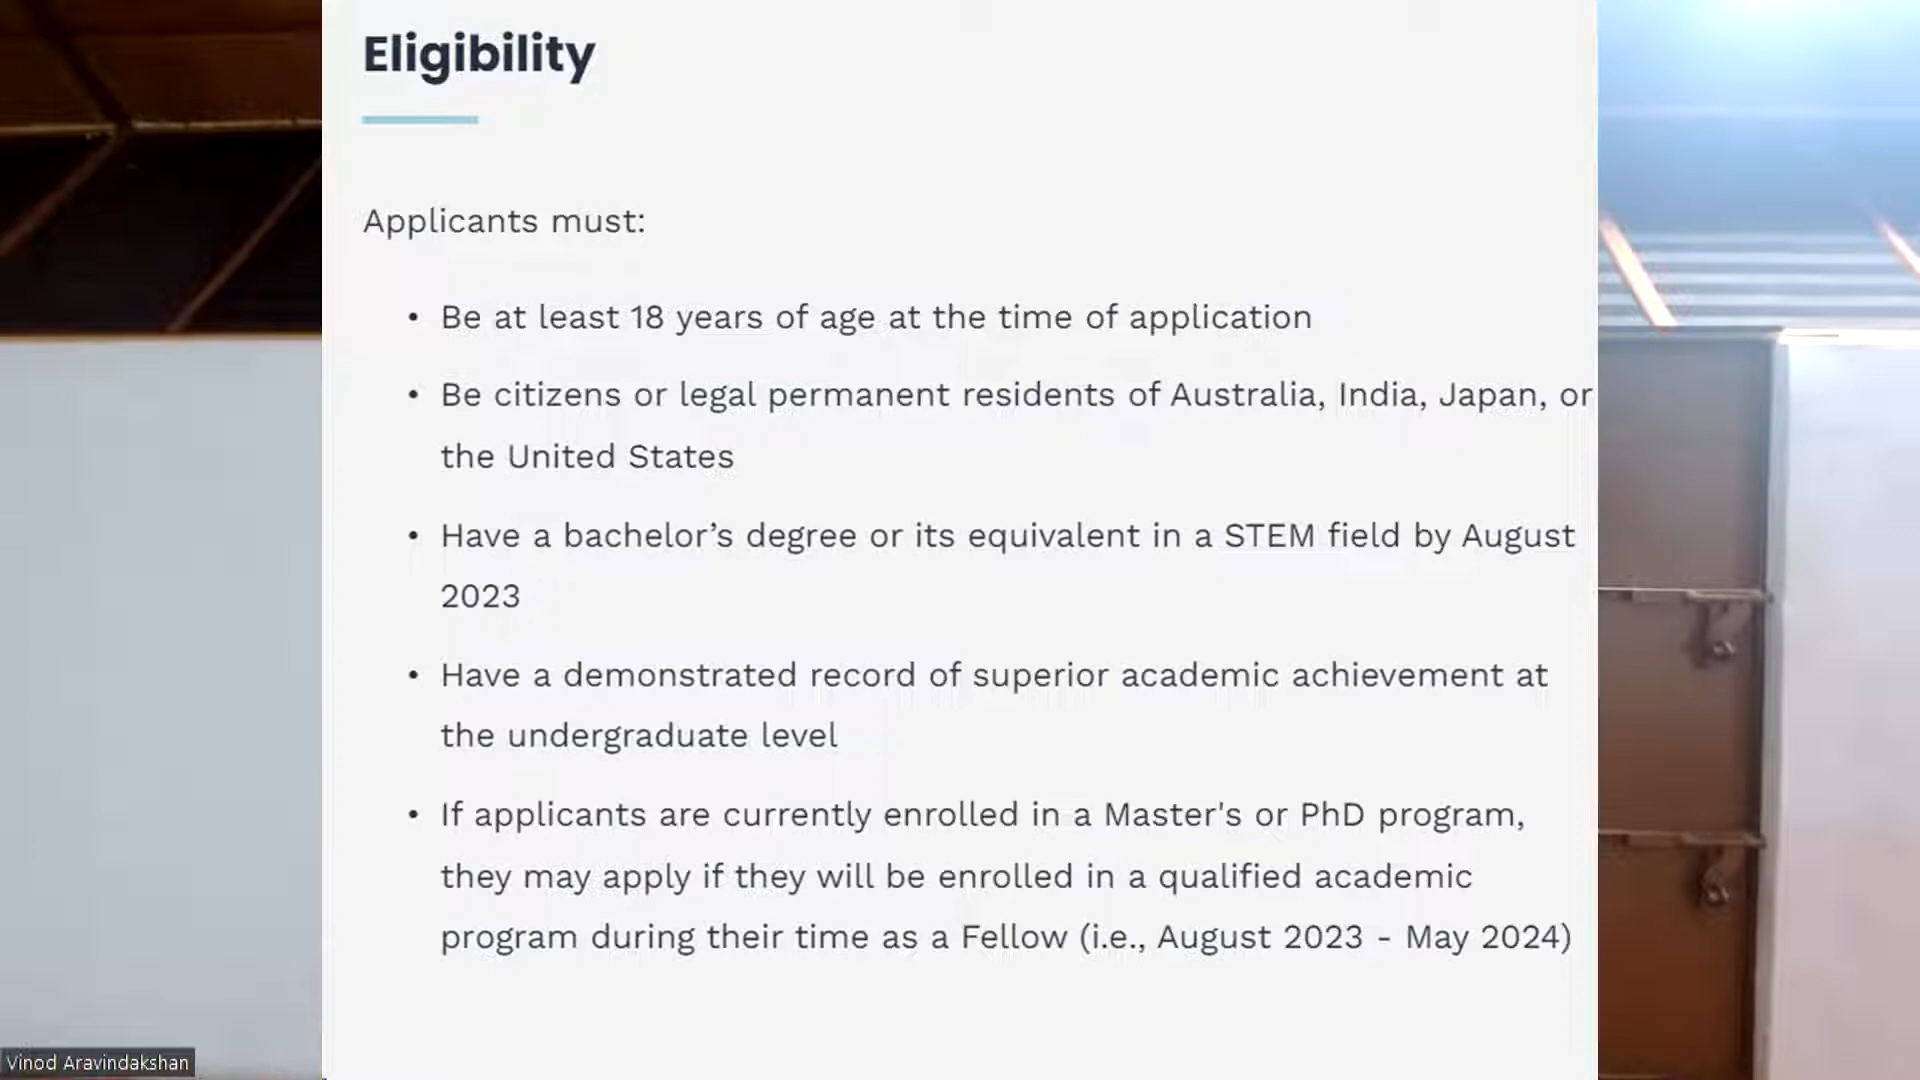 Eligibility
Applicants must:
• Be at least 18 years of age at the time of application
• Be citizens or legal permanent residents of Australia, India, Japan, or
the United States
• Have a bachelor’s degree or its equivalent in a STEM field by August
2023
• Have a demonstrated record of superior academic achievement at
the undergraduate level
• If applicants are currently enrolled in a Master's or PhD program,
they may apply if they will be enrolled in a qualified academic
program during their time as a Fellow (i.e., August 2023 - May 2024)
Vinod Aravindakshan